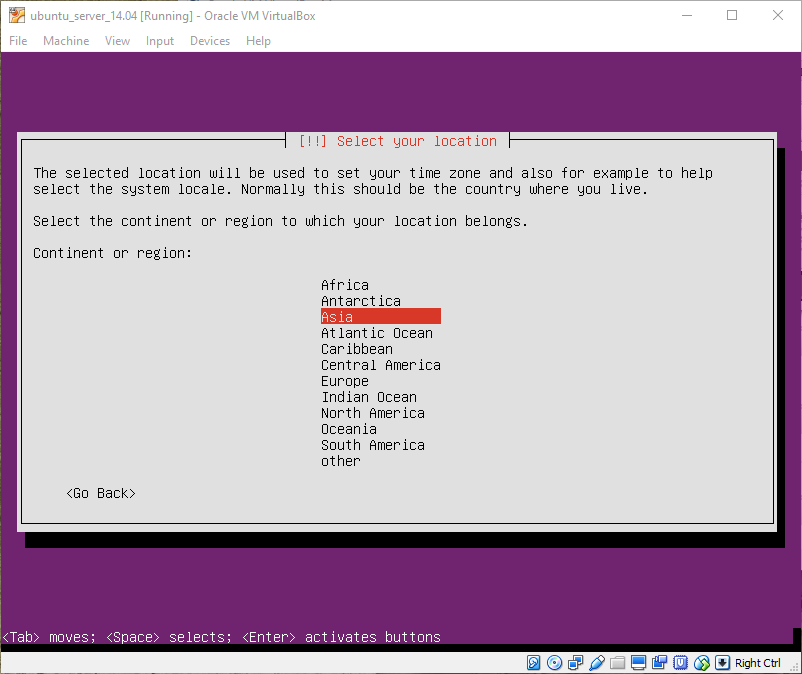 ubuntu_server_14.04 [Running] - Oracle VM VirtualBox
File Machine View Input Devices Help
[!!] Select your location
The selected location will be used to set your time zone and also for example to help
select the system locale. Normally this should be the country where you live.
Select the continent or region to which your location belongs.
Continent or region:
Africa
Antarctica
Asia
Atlantic Ocean
Caribbean
Central America
Europe
Indian Ocean
North America
Oceania
South America
other
<Go Back>
<Tab> moves; <Space> selects; <Enter> activates buttons
Right Ctrl